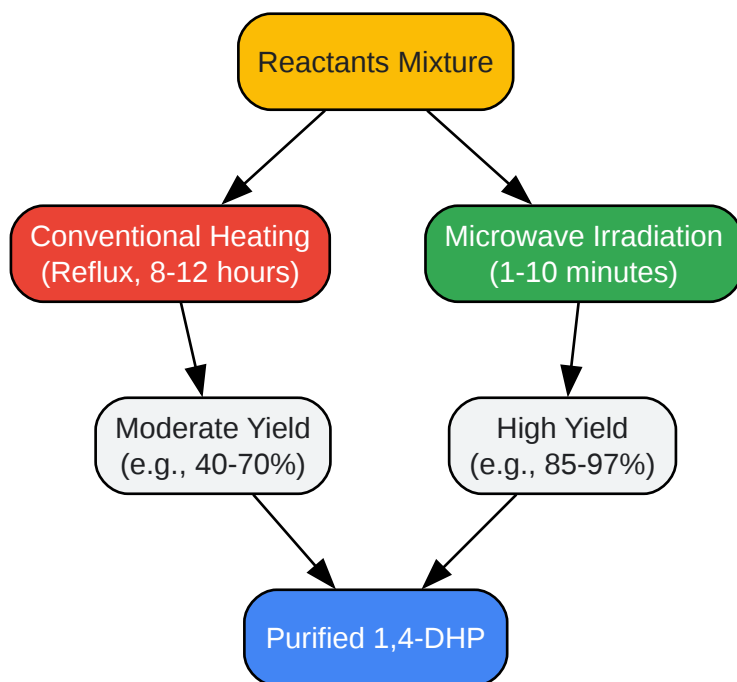 Reactants Mixture
Conventional Heating
(Reflux, 8-12 hours)
Microwave Irradiation
(1-10 minutes)
Moderate Yield
(e.g., 40-70%)
High Yield
(e.g., 85-97%)
Purified 1,4-DHP